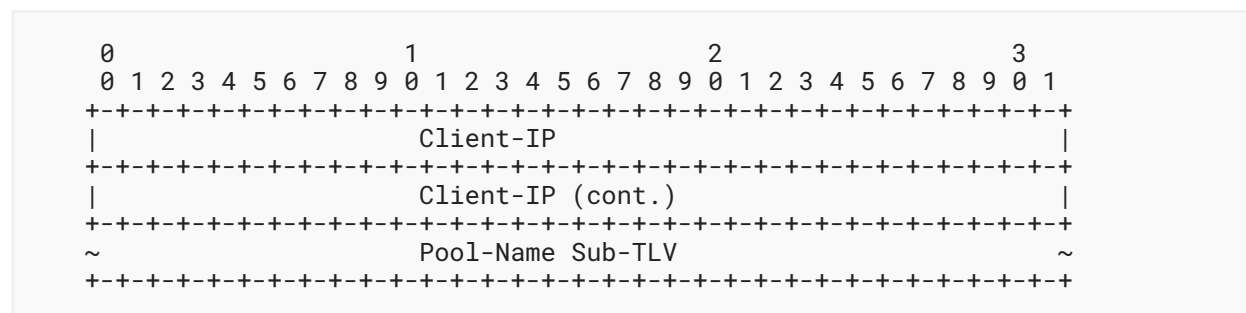 0                   1                   2                   3
 0 1 2 3 4 5 6 7 8 9 0 1 2 3 4 5 6 7 8 9 0 1 2 3 4 5 6 7 8 9 0 1
+-+-+-+-+-+-+-+-+-+-+-+-+-+-+-+-+-+-+-+-+-+-+-+-+-+-+-+-+-+-+-+-+
|                     Client-IP                                 |
+-+-+-+-+-+-+-+-+-+-+-+-+-+-+-+-+-+-+-+-+-+-+-+-+-+-+-+-+-+-+-+-+
|                     Client-IP (cont.)                         |
+-+-+-+-+-+-+-+-+-+-+-+-+-+-+-+-+-+-+-+-+-+-+-+-+-+-+-+-+-+-+-+-+
~                     Pool-Name Sub-TLV                         ~
+-+-+-+-+-+-+-+-+-+-+-+-+-+-+-+-+-+-+-+-+-+-+-+-+-+-+-+-+-+-+-+-+